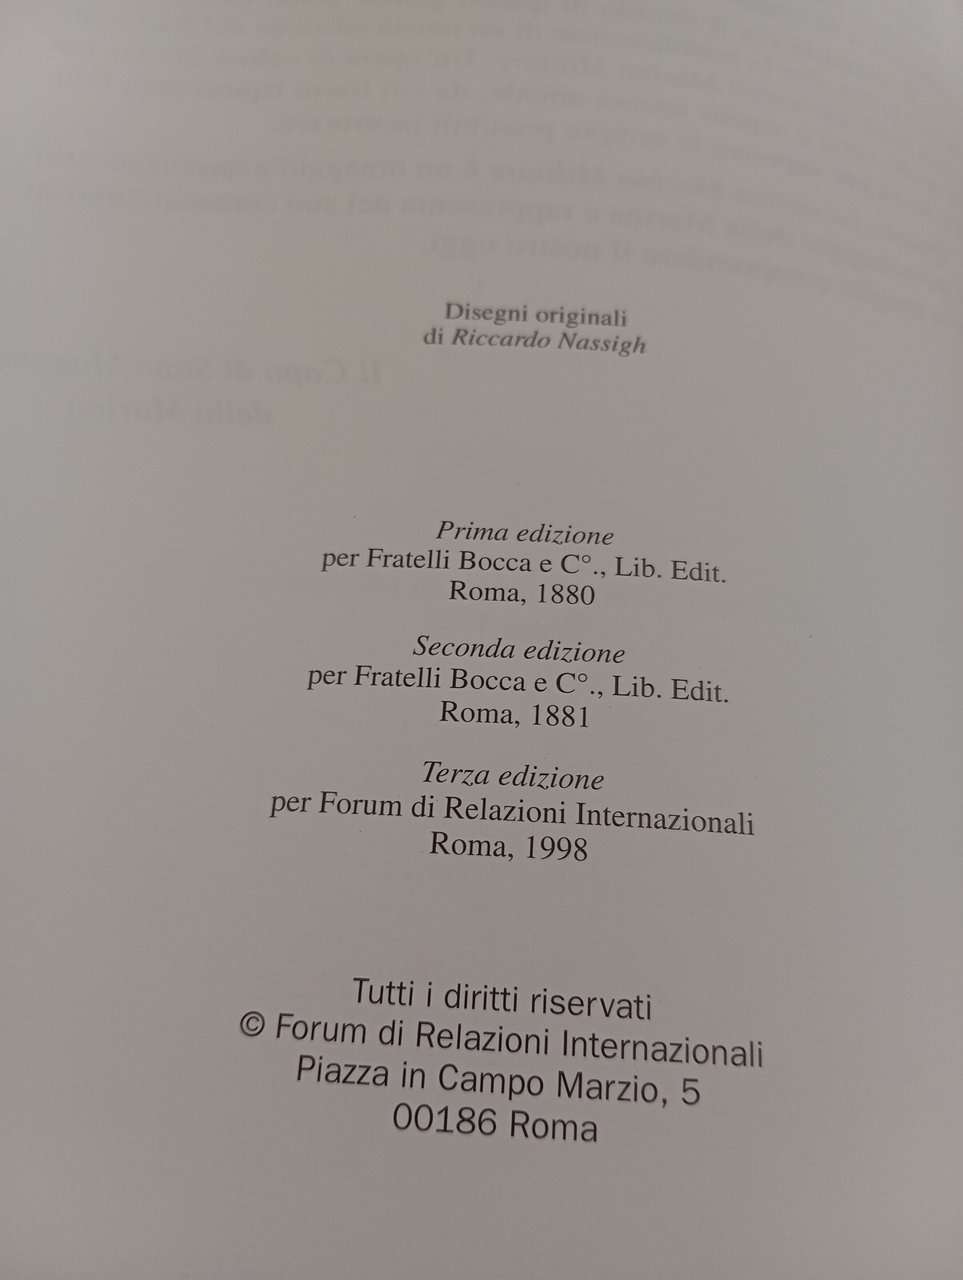 Disegni originali
di Riccardo Nassigh
Prima edizione
per Fratelli Bocca e C°., Lib. Edit.
Roma, 1880
Seconda edizione
per Fratelli Bocca e C°., Lib. Edit.
Roma, 1881
Terza edizione
per Forum di Relazioni Internazionali
Roma, 1998
Tutti i diritti riservati
© Forum di Relazioni Internazionali
Piazza in Campo Marzio, 5
00186 Roma